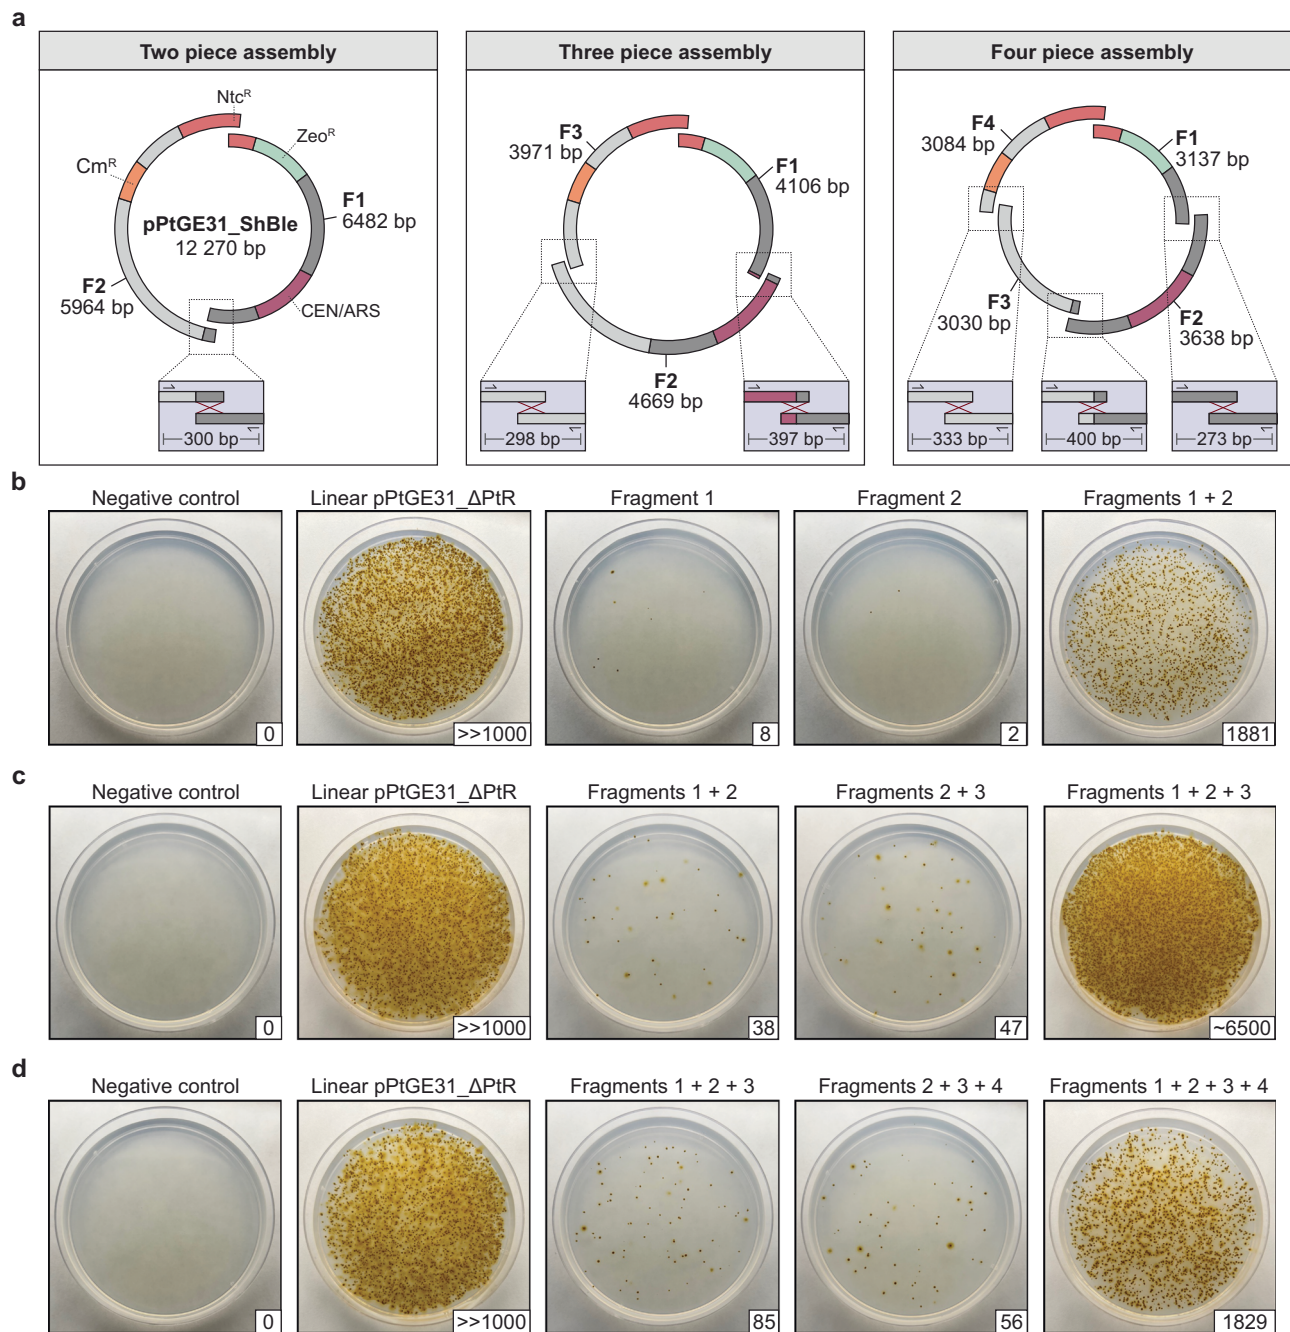 a
Two piece assembly
Three piece assembly
Four piece assembly
Ntc^R
Zeo^R
Cm^R
pPtGE31_ShBle
12 270 bp
F1
6482 bp
F2
5964 bp
CEN/ARS
300 bp
F3
3971 bp
F1
4106 bp
F2
4669 bp
298 bp
397 bp
F4
3084 bp
F1
3137 bp
F3
3030 bp
F2
3638 bp
333 bp
400 bp
273 bp
b
Negative control
Linear pPtGE31_ΔPtR
Fragment 1
Fragment 2
Fragments 1 + 2
0
>>1000
8
2
1881
c
Negative control
Linear pPtGE31_ΔPtR
Fragments 1 + 2
Fragments 2 + 3
Fragments 1 + 2 + 3
0
>>1000
38
47
~6500
d
Negative control
Linear pPtGE31_ΔPtR
Fragments 1 + 2 + 3
Fragments 2 + 3 + 4
Fragments 1 + 2 + 3 + 4
0
>>1000
85
56
1829